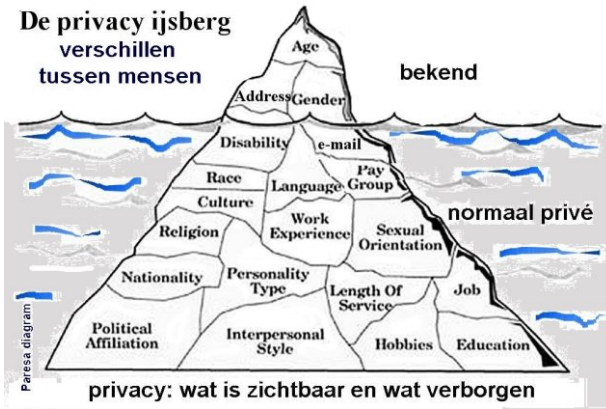 De privacy ijsberg
verschillen
tussen mensen
bekend
Age
Address
Gender
Disability
e-mail
Race
Language
Pay
Group
Culture
Work
Experience
Sexual
Orientation
normaal privé
Religion
Nationality
Personality
Type
Length Of
Service
Job
Political
Affiliation
Interpersonal
Style
Hobbies
Education
Paresa diagram
privacy: wat is zichtbaar en wat verborgen